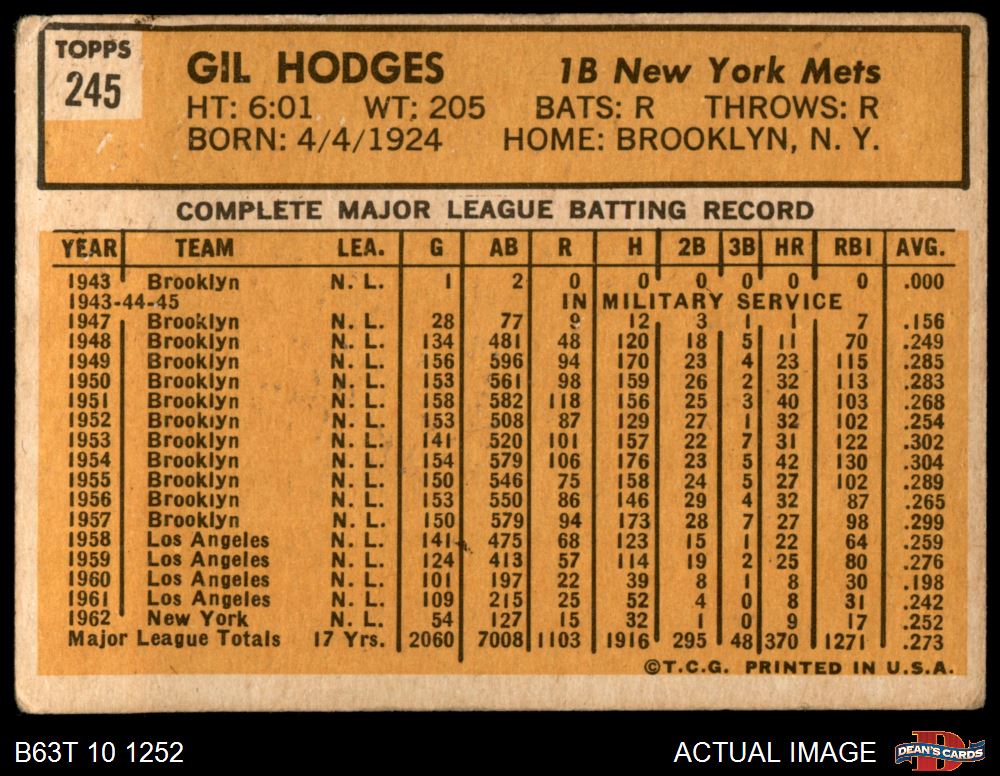 TOPPS
245
GIL HODGES 1B New York Mets
HT: 6:01 WT: 205 BATS: R THROWS: R
BORN: 4/4/1924 HOME: BROOKLYN, N. Y.
COMPLETE MAJOR LEAGUE BATTING RECORD
YEAR TEAM LEA. G AB R H 2B 3B HR RBI AVG.
1943 Brooklyn N. L. 1 2 0 0 0 0 0 0 .000
1943-44-45 IN MILITARY SERVICE
1947 Brooklyn N. L. 28 77 9 12 3 1 1 7 .156
1948 Brooklyn N. L. 134 481 48 120 18 5 11 70 .249
1949 Brooklyn N. L. 156 596 94 170 23 4 23 115 .285
1950 Brooklyn N. L. 153 561 98 159 26 2 32 113 .283
1951 Brooklyn N. L. 158 582 118 156 25 3 40 103 .268
1952 Brooklyn N. L. 153 508 87 129 27 1 32 102 .254
1953 Brooklyn N. L. 141 520 101 157 22 7 31 122 .302
1954 Brooklyn N. L. 154 579 106 176 23 5 42 130 .304
1955 Brooklyn N. L. 150 546 75 158 24 5 27 102 .289
1956 Brooklyn N. L. 153 550 86 146 29 4 32 87 .265
1957 Brooklyn N. L. 150 579 94 173 28 7 27 98 .299
1958 Los Angeles N. L. 141 475 68 123 15 1 22 64 .259
1959 Los Angeles N. L. 124 413 57 114 19 2 25 80 .276
1960 Los Angeles N. L. 101 197 22 39 8 1 8 30 .198
1961 Los Angeles N. L. 109 215 25 52 4 0 8 31 .242
1962 New York N. L. 54 127 15 32 1 0 9 17 .252
Major League Totals 17 Yrs. 2060 7008 1103 1916 295 48 370 1271 .273
©T.C.G. PRINTED IN U.S.A.
B63T 10 1252 ACTUAL IMAGE DEAN'S CARDS